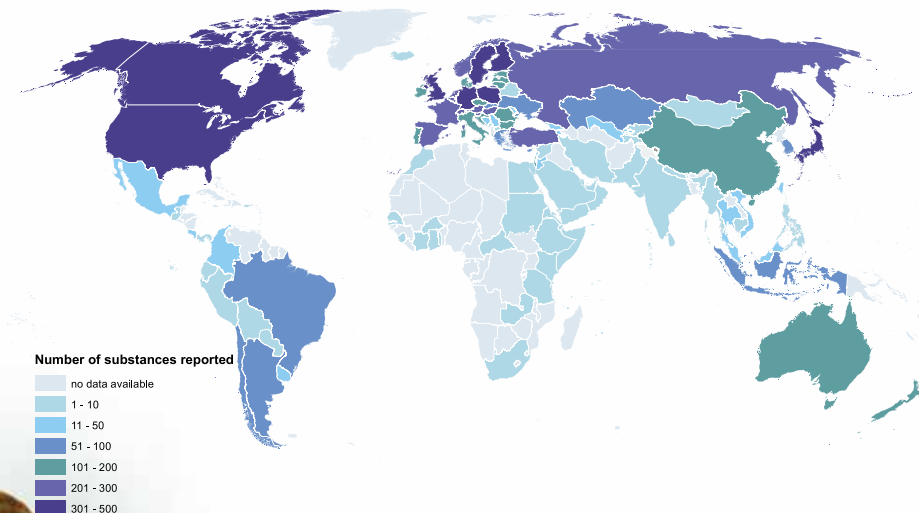 Number of substances reported
no data available
1 - 10
11 - 50
51 - 100
101 - 200
201 - 300
301 - 500